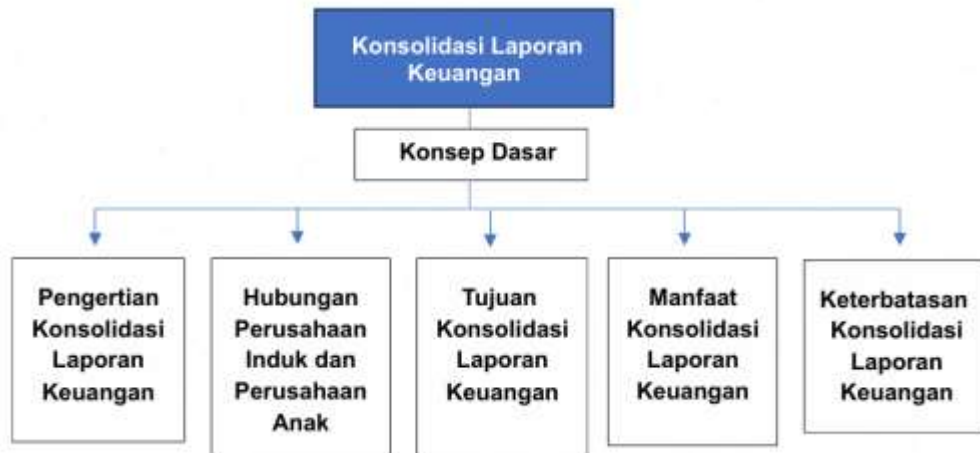 Konsolidasi Laporan
Keuangan
Konsep Dasar
Pengertian
Konsolidasi
Laporan
Keuangan
Hubungan
Perusahaan
Induk dan
Perusahaan
Anak
Tujuan
Konsolidasi
Laporan
Keuangan
Manfaat
Konsolidasi
Laporan
Keuangan
Keterbatasan
Konsolidasi
Laporan
Keuangan